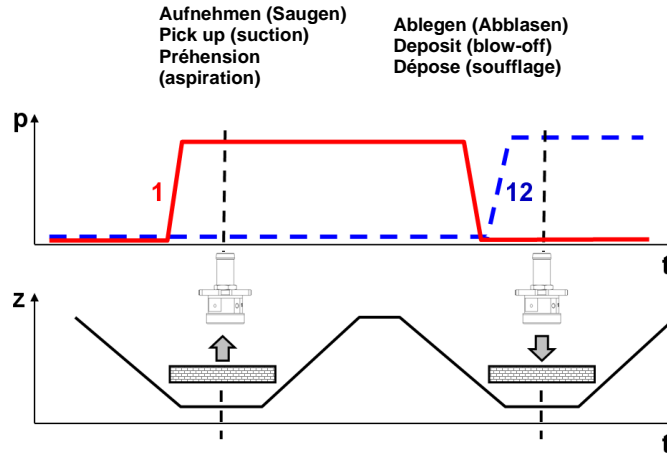 Aufnehmen (Saugen)
Pick up (suction)
Préhension
(aspiration)
Ablegen (Abblasen)
Deposit (blow-off)
Dépose (soufflage)
p
1
12
t
z
t